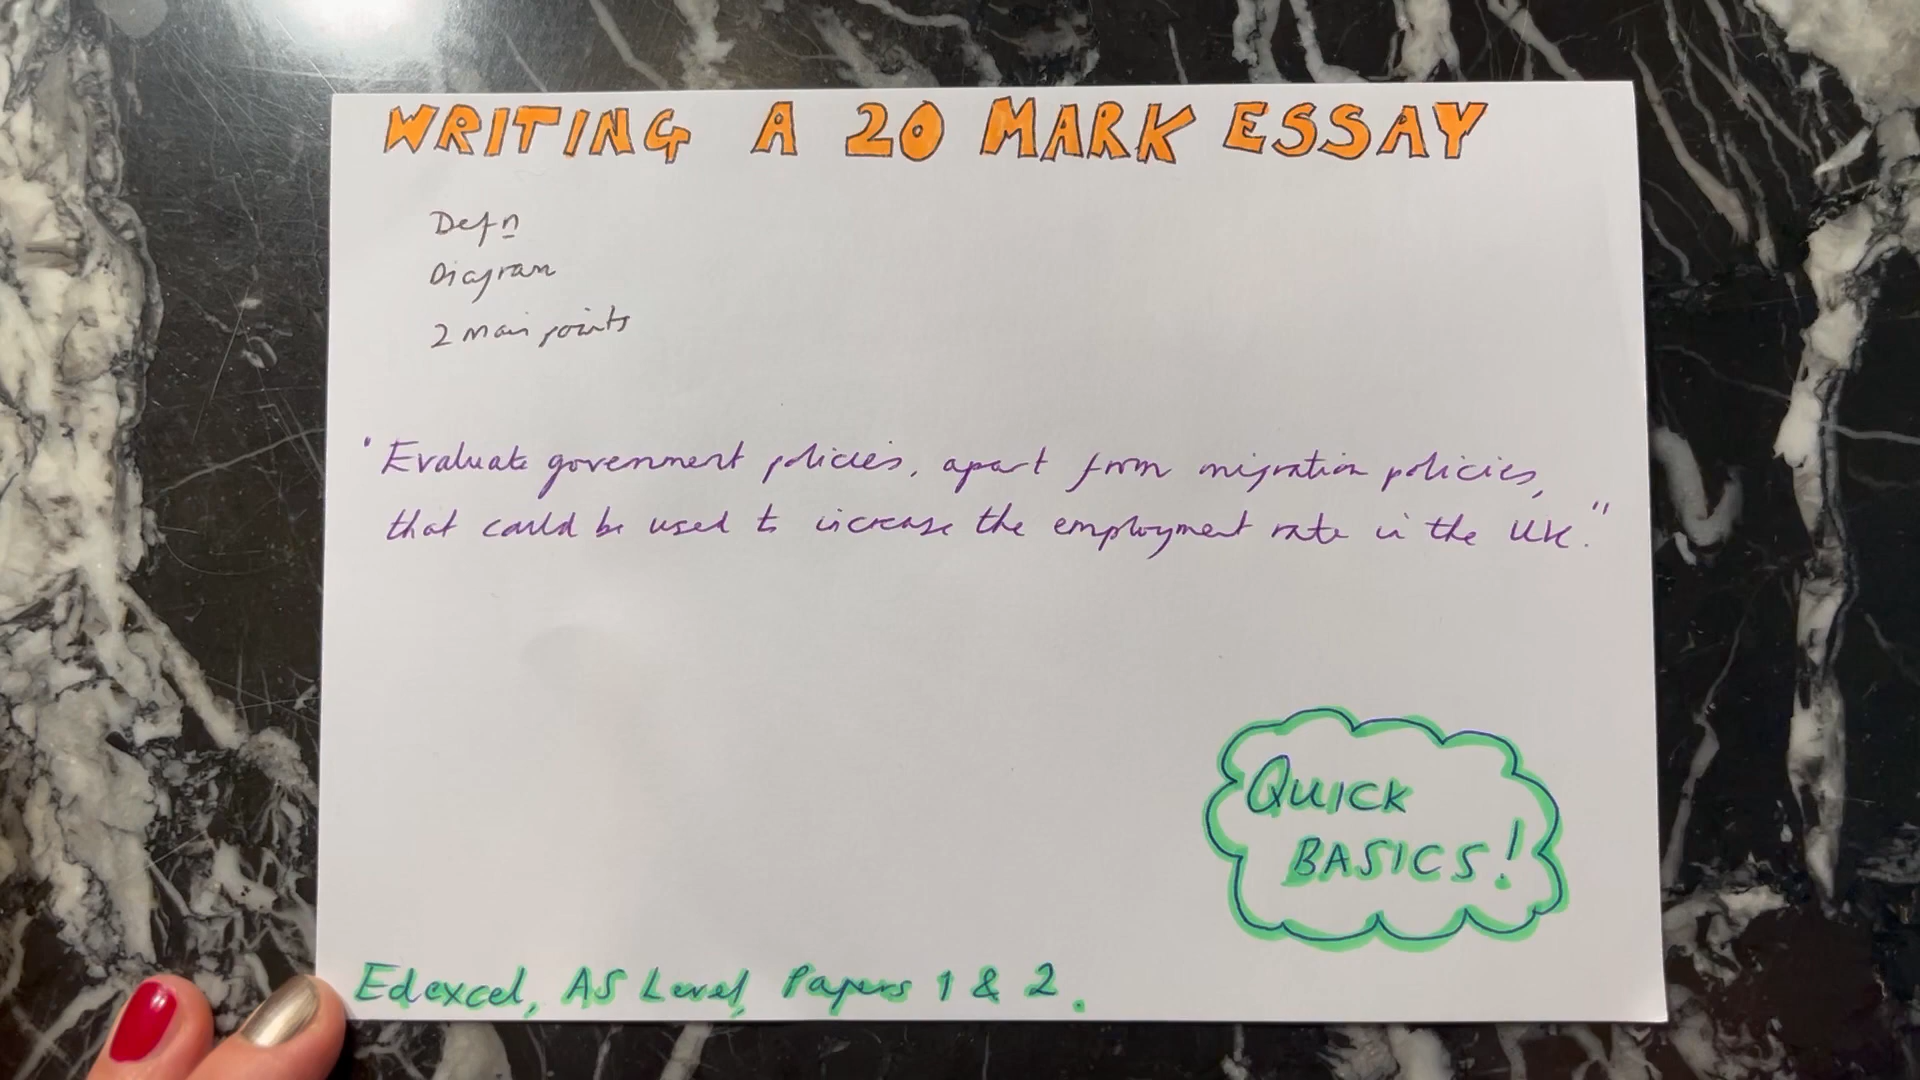 WRITING A 20 MARK ESSAY
Defn
Diagram
2 main points
"Evaluate government policies, apart from migration policies,
that could be used to increase the employment rate in the UK."
QUICK
BASICS!
Edexcel, AS Level, Papers 1 & 2.